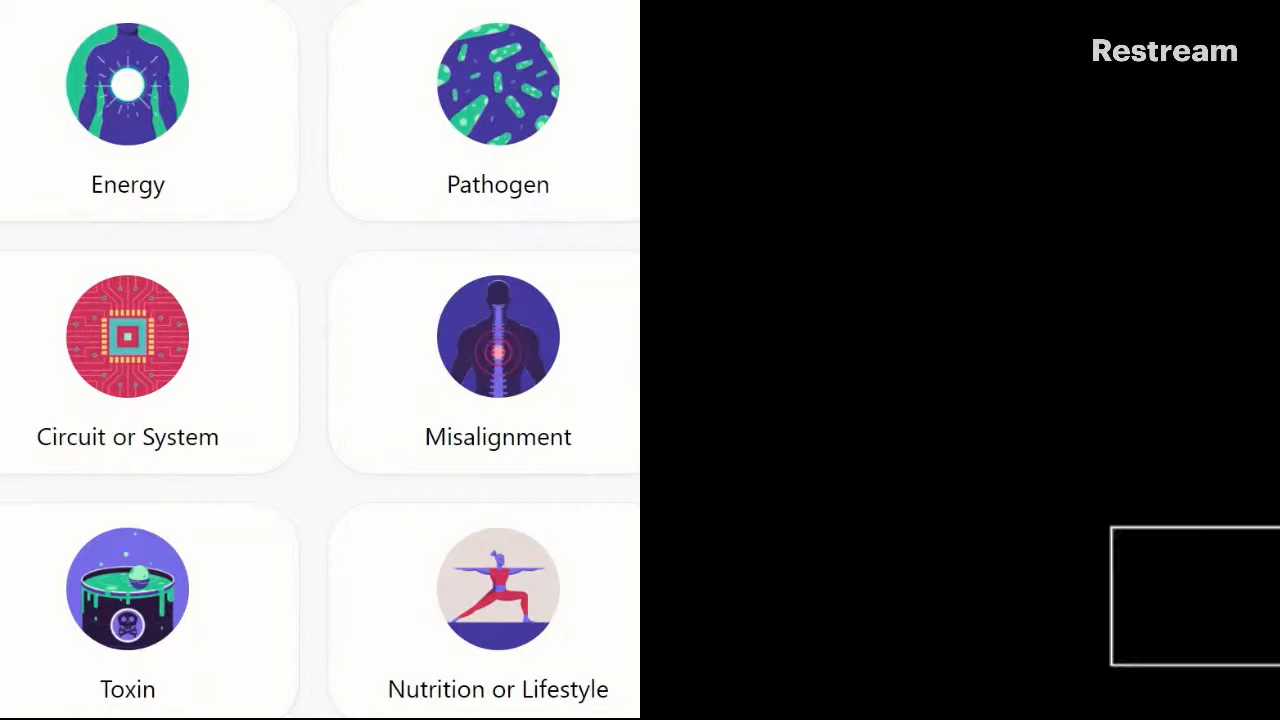 Restream
Energy
Pathogen
Circuit or System
Misalignment
Toxin
Nutrition or Lifestyle